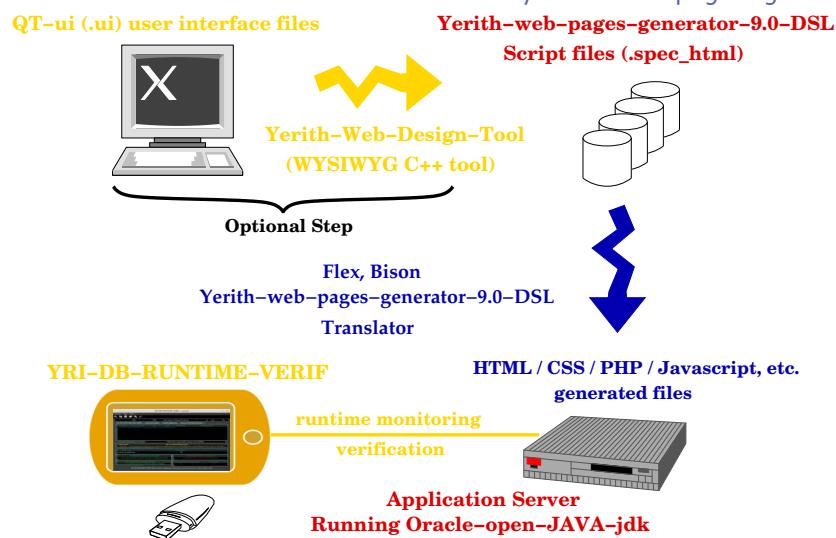 QT-ui (.ui) user interface files
Yerith-web-pages-generator-9.0-DSL
Script files (.spec_html)
X
Yerith-Web-Design-Tool
(WYSIWYG C++ tool)
Optional Step
Flex, Bison
Yerith-web-pages-generator-9.0-DSL
Translator
YRI-DB-RUNTIME-VERIF
HTML / CSS / PHP / Javascript, etc.
generated files
runtime monitoring
verification
Application Server
Running Oracle-open-JAVA-jdk